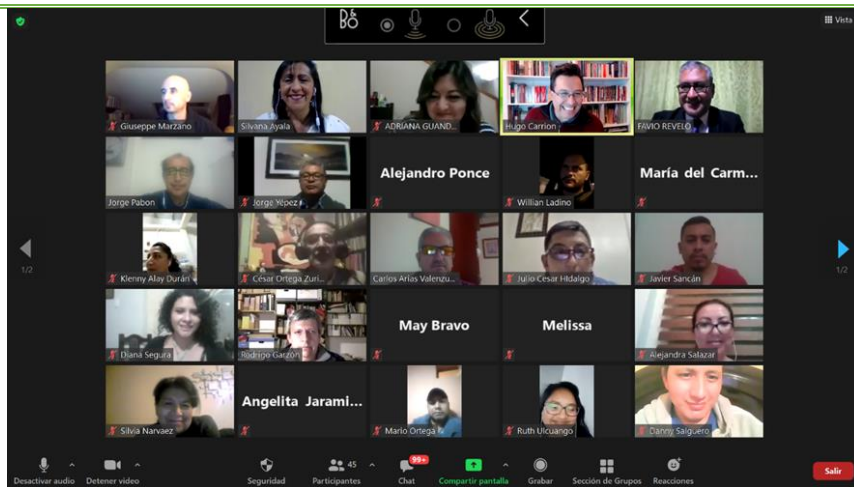 B&O
Vista
Giuseppe Marzano
Silvana Ayala
ADRIANA GUAND...
Hugo Carrion
FAVIO REVELO
Jorge Pabon
Jorge Yépez
Alejandro Ponce
Willian Ladino
María del Carm...
1/2
Klenny Alay Durán
César Ortega Zuri...
Carlos Arias Valenzu...
Julio Cesar HIdalgo
Javier Sancán
1/2
Diana Segura
Rodrigo Garzón
May Bravo
Melissa
Alejandra Salazar
Silvia Narvaez
Angelita Jarami...
Mario Ortega
Ruth Ulcuango
Danny Salguero
Desactivar audio
Detener video
Seguridad
Participantes
45
Chat
99+
Compartir pantalla
Grabar
Sección de Grupos
Reacciones
Salir